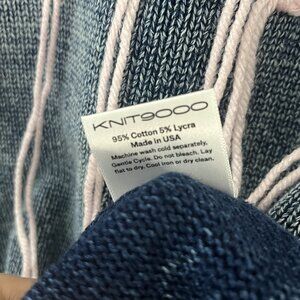 KNIT9000
95% Cotton 5% Lycra
Made in USA
Machine wash cold separately,
Gentle Cycle. Do not bleach. Lay
flat to dry. Cool iron or dry clean.